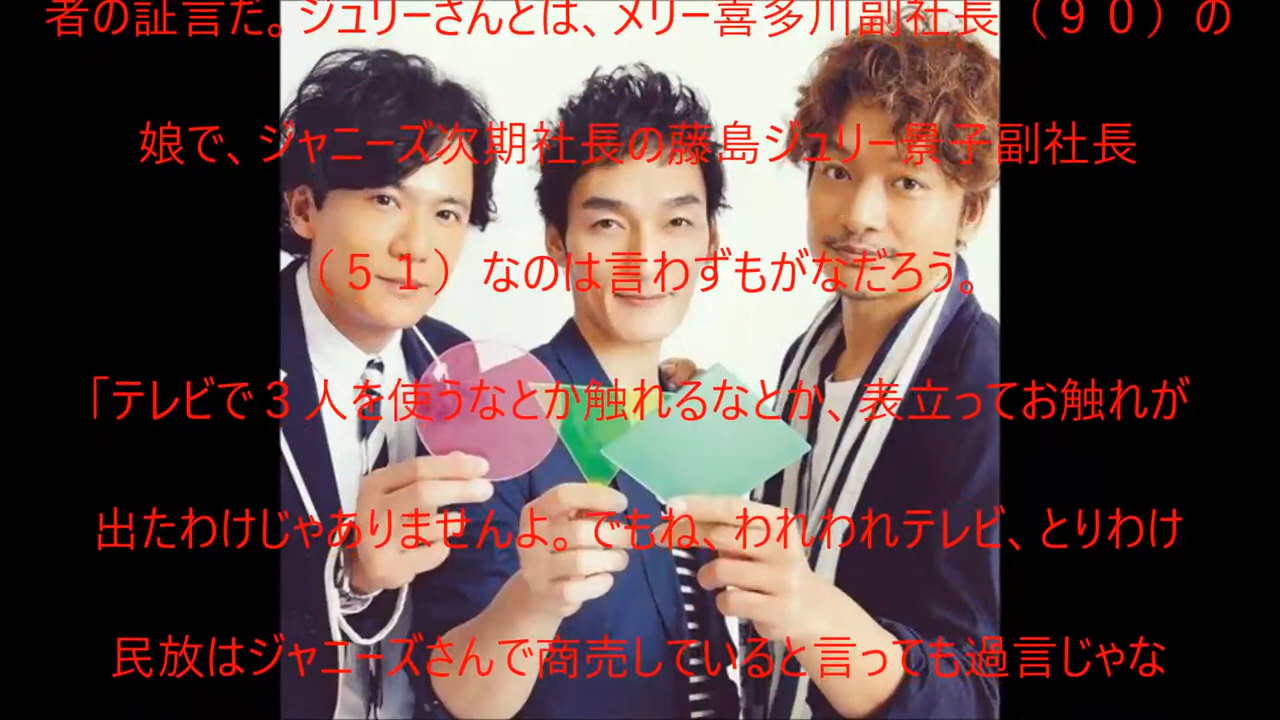 者の証言だ。ジュリーさんとは、メリー喜多川副社長（９０）の
娘で、ジャニーズ次期社長の藤島ジュリー景子副社長
（５１）なのは言わずもがなだろう。
「テレビで３人を使うなとか触れるなとか、表立ってお触れが
出たわけじゃありませんよ。でもね、われわれテレビ、とりわけ
民放はジャニーズさんで商売していると言っても過言じゃな